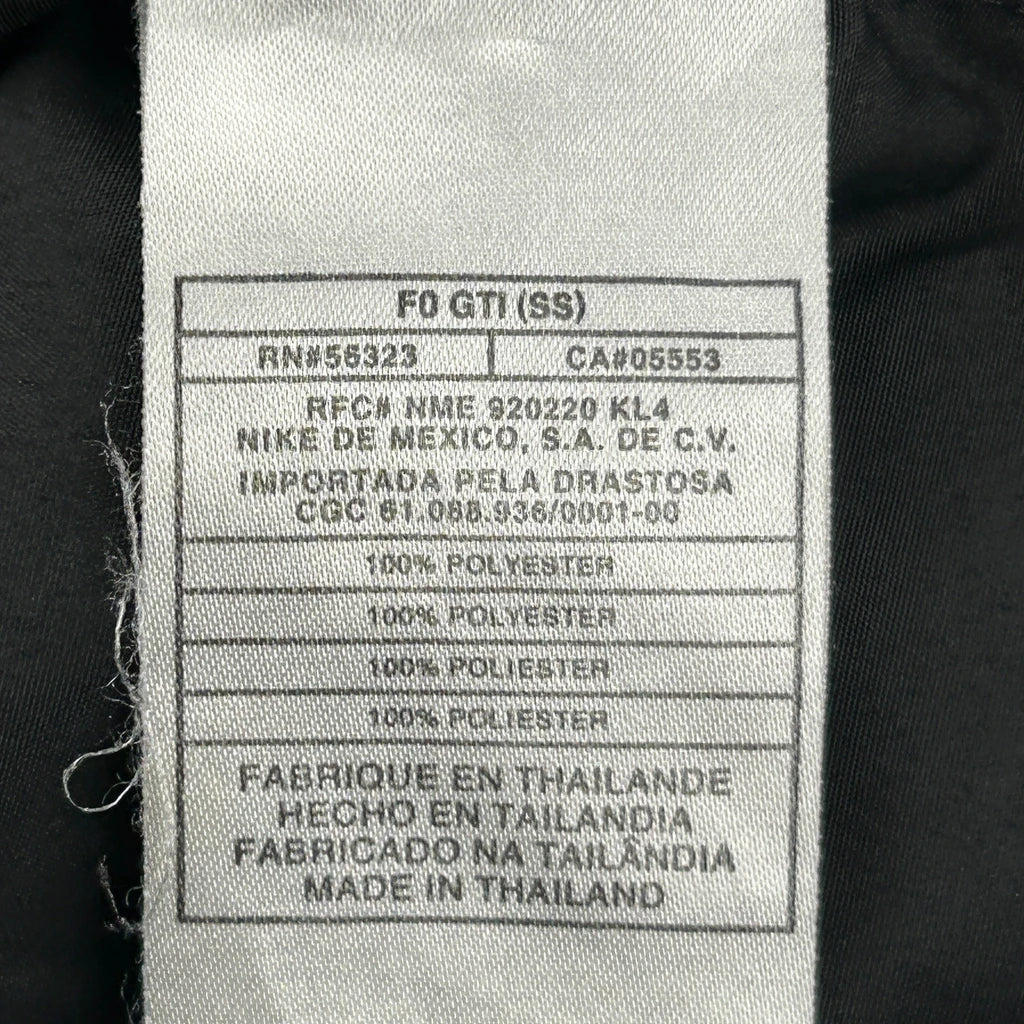 F0 GTI (SS)
RN#56323 CA#05553
RFC# NME 920220 KL4
NIKE DE MEXICO, S.A. DE C.V.
IMPORTADA PELA DRASTOSA
CGC 61.088.936/0001-00
100% POLYESTER
100% POLYESTER
100% POLIESTER
100% POLIESTER
FABRIQUE EN THAILANDE
HECHO EN TAILANDIA
FABRICADO NA TAILÂNDIA
MADE IN THAILAND